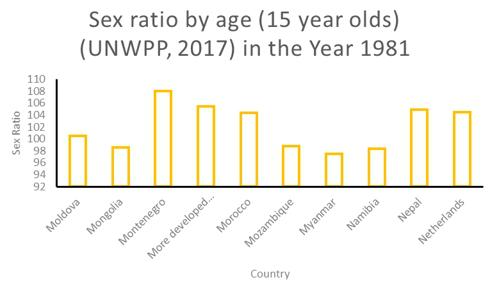 Sex ratio by age (15 year olds)
(UNWPP, 2017) in the Year 1981
110
108
106
104
102
100
98
96
94
92
Sex Ratio
Moldova
Mongolia
Montenegro
More developed...
Morocco
Mozambique
Myanmar
Namibia
Nepal
Netherlands
Country